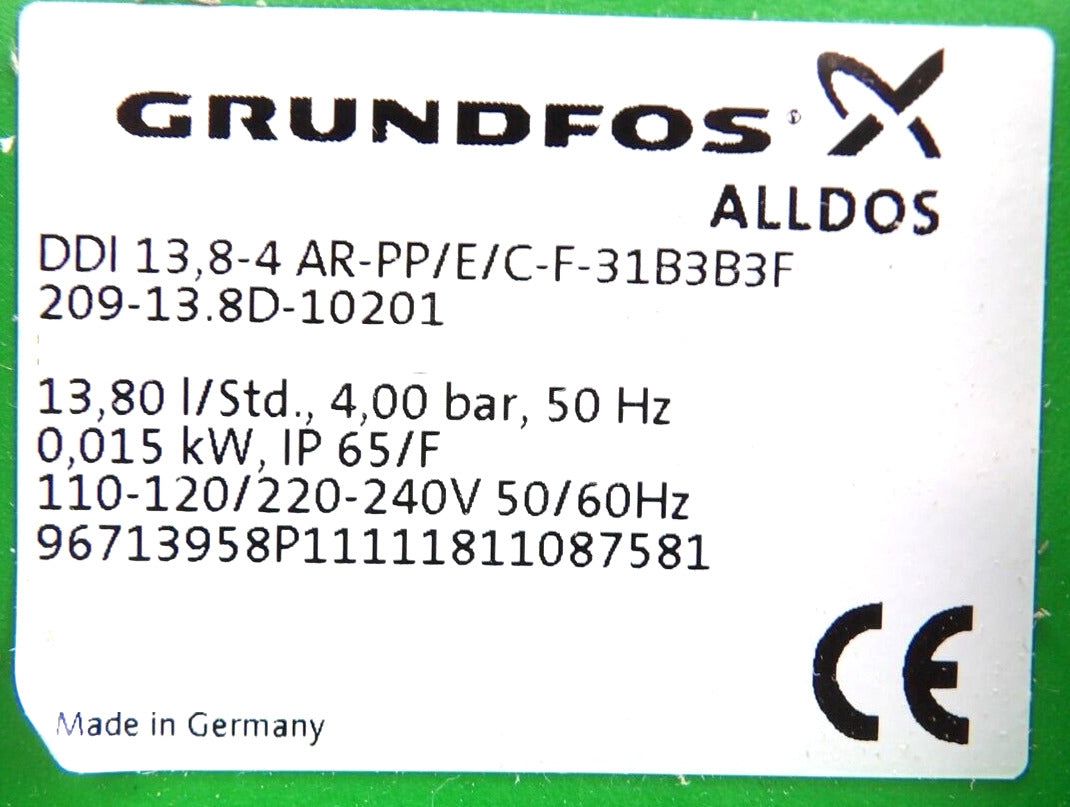 GRUNDFOS
ALLDOS
DDI 13,8-4 AR-PP/E/C-F-31B3B3F
209-13.8D-10201
13,80 l/Std., 4,00 bar, 50 Hz
0,015 kW, IP 65/F
110-120/220-240V 50/60Hz
96713958P11111811087581
CE
Made in Germany